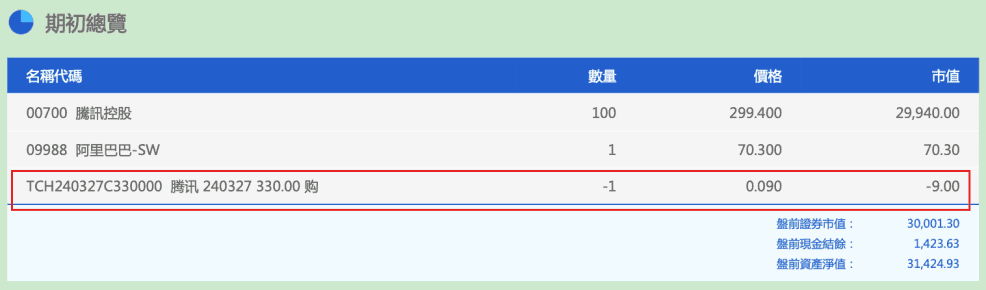 期初總覽
名稱代碼 數量 價格 市值
00700 騰訊控股 100 299.400 29,940.00
09988 阿里巴巴-SW 1 70.300 70.30
TCH240327C330000 腾讯 240327 330.00 购 -1 0.090 -9.00
盤前證券市值： 30,001.30
盤前現金結餘： 1,423.63
盤前資產淨值： 31,424.93